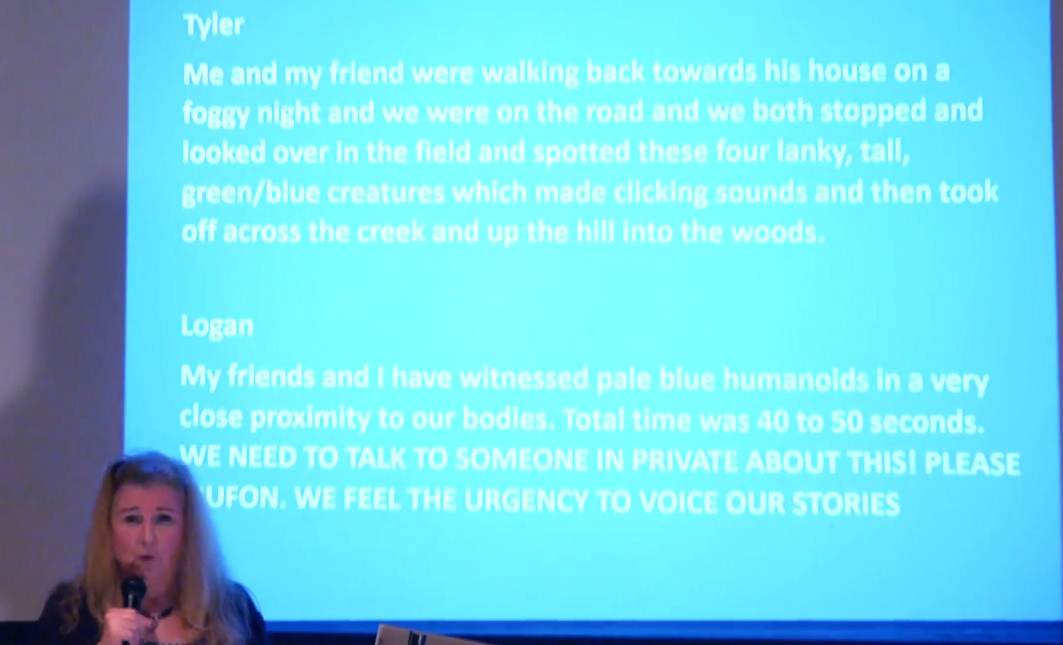 Tyler
Me and my friend were walking back towards his house on a
foggy night and we were on the road and we both stopped and
looked over in the field and spotted these four lanky, tall,
green/blue creatures which made clicking sounds and then took
off across the creek and up the hill into the woods.
Logan
My friends and I have witnessed pale blue humanoids in a very
close proximity to our bodies. Total time was 40 to 50 seconds.
WE NEED TO TALK TO SOMEONE IN PRIVATE ABOUT THIS! PLEASE
UFON. WE FEEL THE URGENCY TO VOICE OUR STORIES